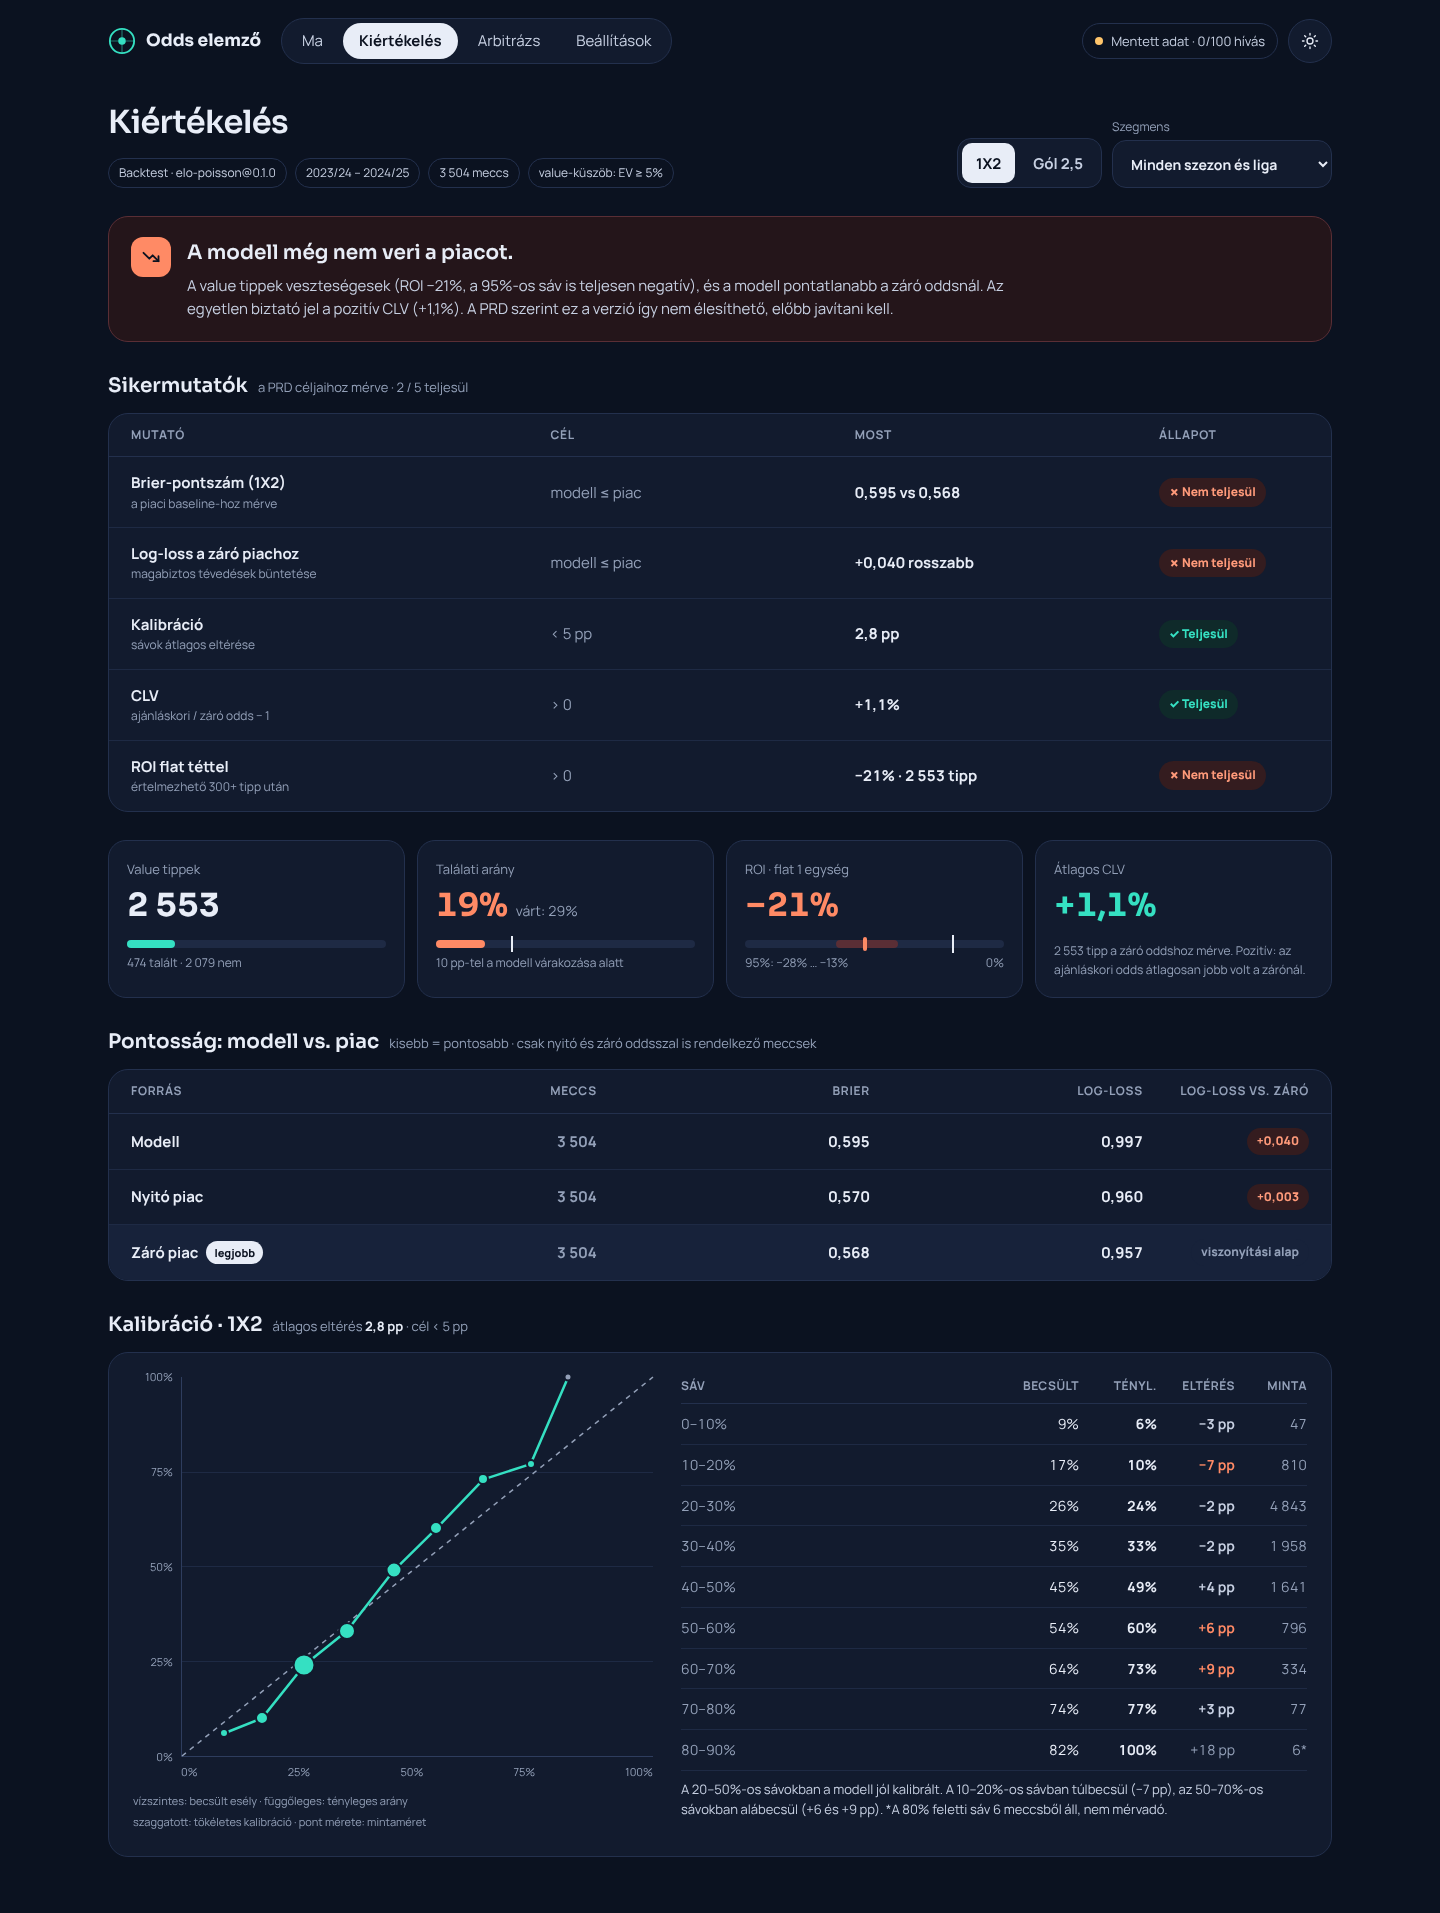 Odds elemző
Ma
Kiértékelés
Arbitrázs
Beállítások
Mentett adat · 0/100 hívás
Kiértékelés
Backtest · elo-poisson@0.1.0
2023/24 – 2024/25
3 504 meccs
value-küszöb: EV ≥ 5%
1X2
Gól 2,5
Szegmens
Minden szezon és liga
A modell még nem veri a piacot.
A value tippek veszteségesek (ROI −21%, a 95%-os sáv is teljesen negatív), és a modell pontatlanabb a záró oddsnál. Az
egyetlen biztató jel a pozitív CLV (+1,1%). A PRD szerint ez a verzió így nem élesíthető, előbb javítani kell.
Sikermutatók a PRD céljaihoz mérve · 2 / 5 teljesül
MUTATÓ CÉL MOST ÁLLAPOT
Brier-pontszám (1X2)
a piaci baseline-hoz mérve
modell ≤ piac
0,595 vs 0,568
× Nem teljesül
Log-loss a záró piachoz
magabiztos tévedések büntetése
modell ≤ piac
+0,040 rosszabb
× Nem teljesül
Kalibráció
sávok átlagos eltérése
< 5 pp
2,8 pp
✓ Teljesül
CLV
ajánláskori / záró odds − 1
> 0
+1,1%
✓ Teljesül
ROI flat téttel
értelmezhető 300+ tipp után
> 0
−21% · 2 553 tipp
× Nem teljesül
Value tippek
2 553
474 talált · 2 079 nem
Találati arány
19% várt: 29%
10 pp-tel a modell várakozása alatt
ROI · flat 1 egység
−21%
95%: −28% … −13% 0%
Átlagos CLV
+1,1%
2 553 tipp a záró oddshoz mérve. Pozitív: az
ajánláskori odds átlagosan jobb volt a zárónál.
Pontosság: modell vs. piac kisebb = pontosabb · csak nyitó és záró oddsszal is rendelkező meccsek
FORRÁS MECCS BRIER LOG-LOSS LOG-LOSS VS. ZÁRÓ
Modell 3 504 0,595 0,997 +0,040
Nyitó piac 3 504 0,570 0,960 +0,003
Záró piac legjobb 3 504 0,568 0,957 viszonyítási alap
Kalibráció · 1X2 átlagos eltérés 2,8 pp · cél < 5 pp
100%
75%
50%
25%
0%
0% 25% 50% 75% 100%
vízszintes: becsült esély · függőleges: tényleges arány
szaggatott: tökéletes kalibráció · pont mérete: mintaméret
SÁV BECSÜLT TÉNYL. ELTÉRÉS MINTA
0–10% 9% 6% −3 pp 47
10–20% 17% 10% −7 pp 810
20–30% 26% 24% −2 pp 4 843
30–40% 35% 33% −2 pp 1 958
40–50% 45% 49% +4 pp 1 641
50–60% 54% 60% +6 pp 796
60–70% 64% 73% +9 pp 334
70–80% 74% 77% +3 pp 77
80–90% 82% 100% +18 pp 6*
A 20–50%-os sávokban a modell jól kalibrált. A 10–20%-os sávban túlbecsül (−7 pp), az 50–70%-os
sávokban alábecsül (+6 és +9 pp). *A 80% feletti sáv 6 meccsből áll, nem mérvadó.